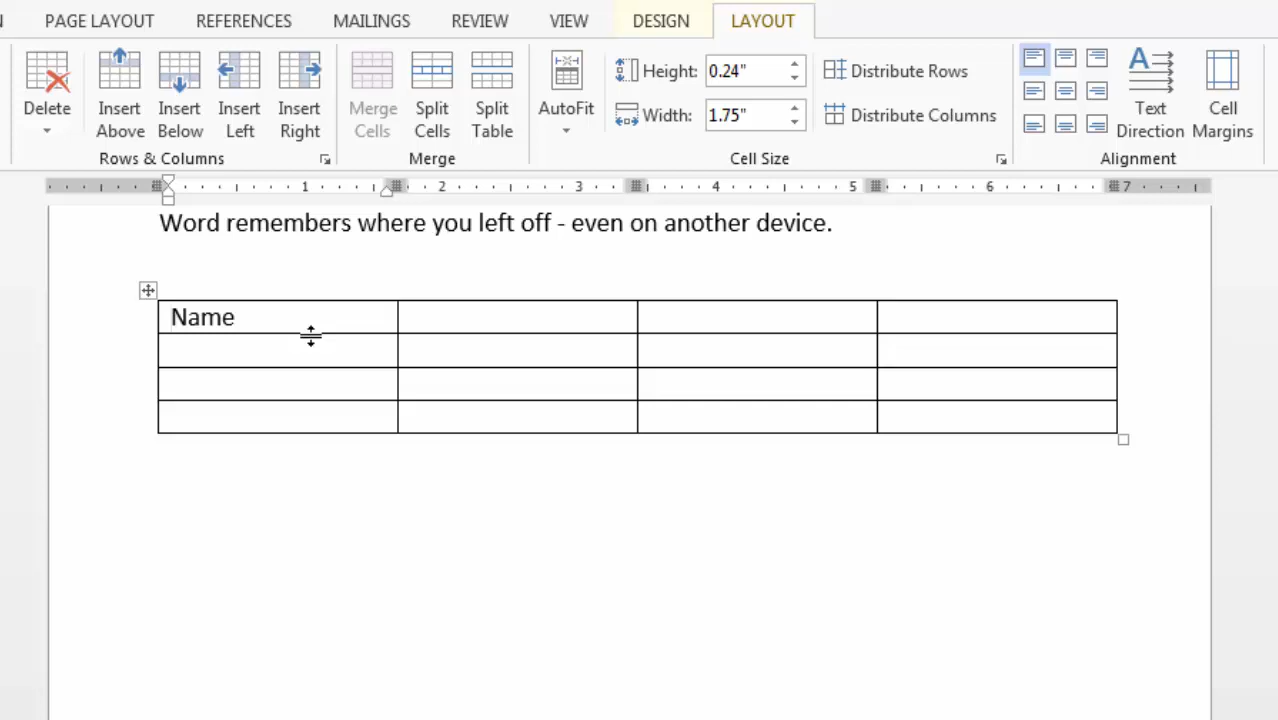 PAGE LAYOUT REFERENCES MAILINGS REVIEW VIEW DESIGN LAYOUT
Delete
Insert Above
Insert Below
Insert Left
Insert Right
Rows & Columns
Merge Cells
Split Cells
Split Table
Merge
AutoFit
Height: 0.24"
Width: 1.75"
Distribute Rows
Distribute Columns
Cell Size
Text Direction
Cell Margins
Alignment
1 2 3 4 5 6 7
Word remembers where you left off - even on another device.
Name